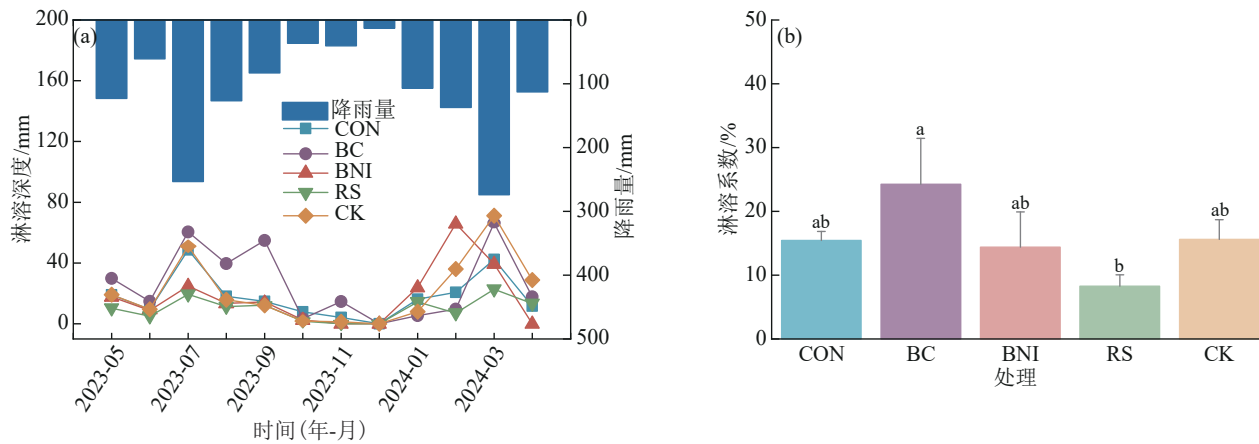 (a)
200
160
120
80
40
0
淋溶深度/mm
0
100
200
300
400
500
降雨量/mm
降雨量
CON
BC
BNI
RS
CK
2023-05
2023-07
2023-09
2023-11
2024-01
2024-03
时间(年-月)
(b)
50
40
30
20
10
0
淋溶系数/%
ab
a
ab
b
ab
CON
BC
BNI
RS
CK
处理